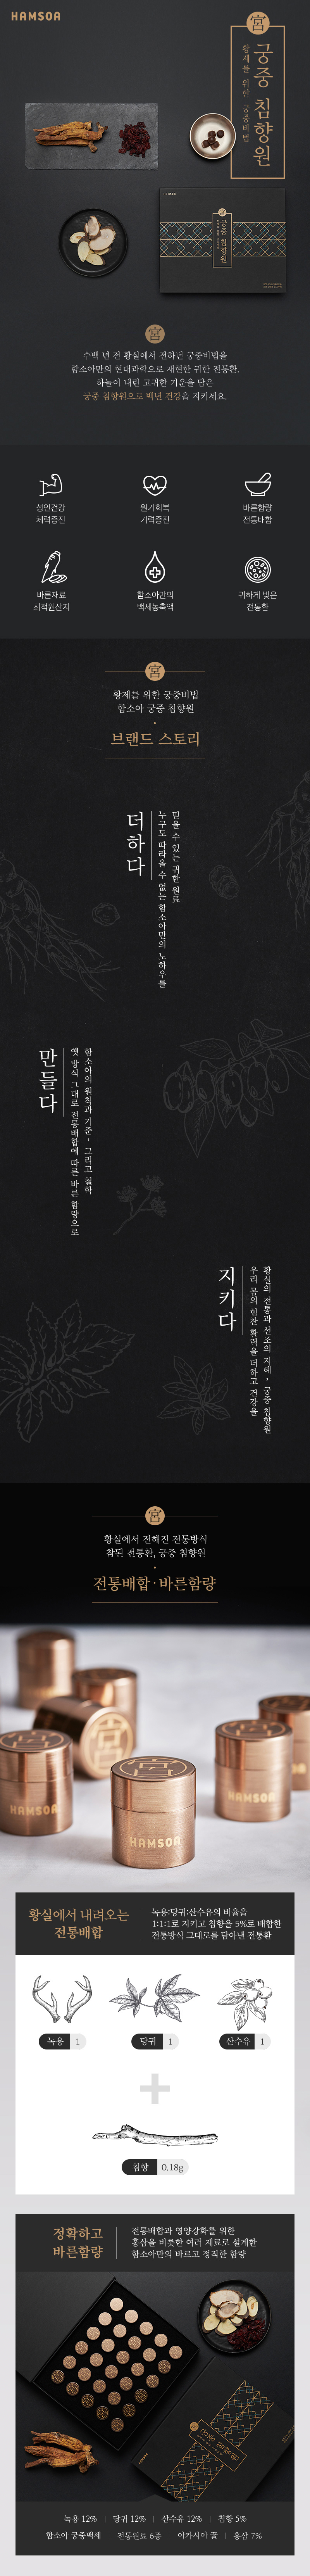 HAMSOA
宮
궁중 침향원
황제를 위한 궁중비법
宮
수백 년 전 황실에서 전하던 궁중비법을
함소아만의 현대과학으로 재현한 귀한 전통환.
하늘이 내린 고귀한 기운을 담은
궁중 침향원으로 백년 건강을 지키세요.
성인건강
체력증진
원기회복
기력증진
바른함량
전통배합
바른재료
최적원산지
함소아만의
백세농축액
귀하게 빚은
전통환
宮
황제를 위한 궁중비법
함소아 궁중 침향원
브랜드 스토리
믿을 수 있는 귀한 원료
누구도 따라올 수 없는 함소아만의 노하우를
더하다
함소아의 원칙과 기준, 그리고 철학
옛 방식 그대로 전통배합에 따른 바른 함량으로
만들다
황실의 전통과 선조의 지혜, 궁중 침향원
우리 몸의 힘찬 활력을 더하고 건강을
지키다
宮
황실에서 전해진 전통방식
참된 전통환, 궁중 침향원
전통배합·바른함량
HAMSOA
HAMSOA
HAMSOA
황실에서 내려오는
전통배합
녹용:당귀:산수유의 비율을
1:1:1로 지키고 침향을 5%로 배합한
전통방식 그대로를 담아낸 전통환
녹용 1
당귀 1
산수유 1
침향 0.18g
정확하고
바른함량
전통배합과 영양강화를 위한
홍삼을 비롯한 여러 재료로 설계한
함소아만의 바르고 정직한 함량
녹용 12% | 당귀 12% | 산수유 12% | 침향 5%
함소아 궁중백세 | 전통원료 6종 | 아카시아 꿀 | 홍삼 7%